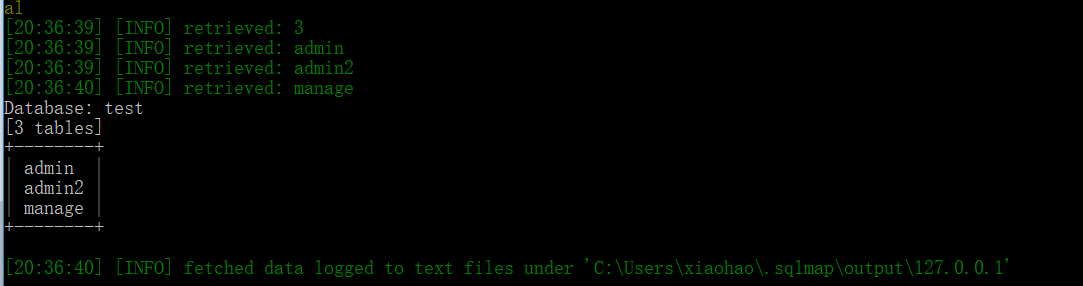 al
[20:36:39] [INFO] retrieved: 3
[20:36:39] [INFO] retrieved: admin
[20:36:39] [INFO] retrieved: admin2
[20:36:40] [INFO] retrieved: manage
Database: test
[3 tables]
+--------+
| admin  |
| admin2 |
| manage |
+--------+
[20:36:40] [INFO] fetched data logged to text files under 'C:\Users\xiaohao\.sqlmap\output\127.0.0.1'